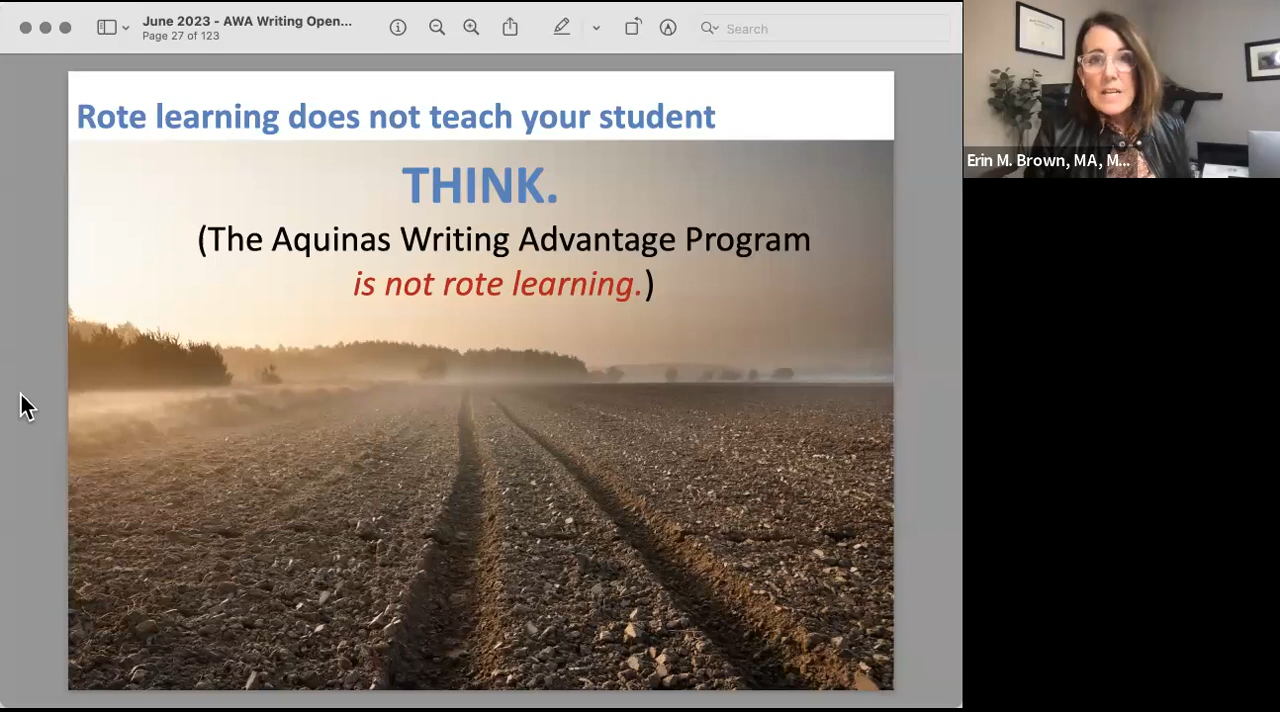 June 2023 - AWA Writing Open...
Page 27 of 123
Search
Rote learning does not teach your student
THINK.
(The Aquinas Writing Advantage Program
is not rote learning.)
Erin M. Brown, MA, M...